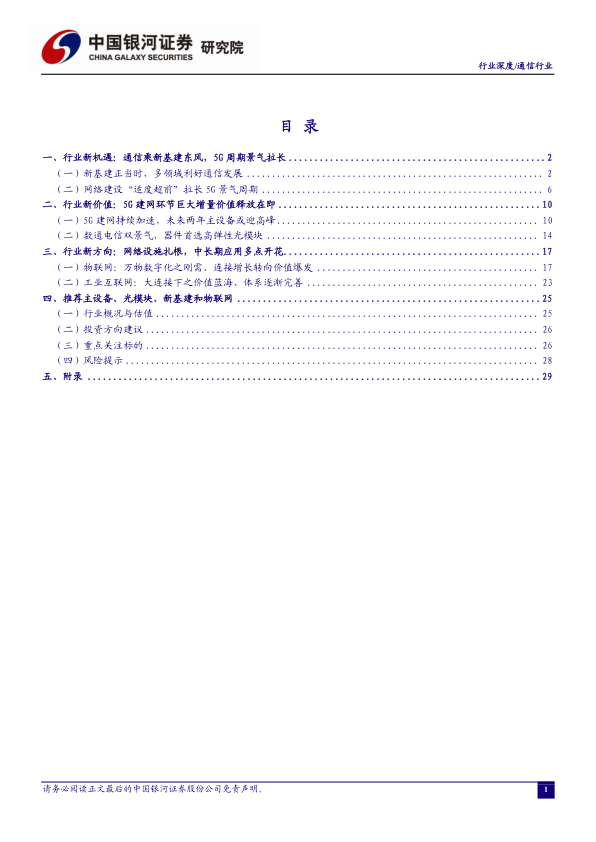 中国银河证券 研究院
CHINA GALAXY SECURITIES
行业深度/通信行业
目 录
一、行业新机遇：通信乘新基建东风，5G 周期景气拉长 ........ 2
（一）新基建正当时，多领域利好通信发展 ........ 2
（二）网络建设“适度超前”拉长 5G 景气周期 ........ 6
二、行业新价值：5G 建网环节巨大增量价值释放在即 ........ 10
（一）5G 建网持续加速，未来两年主设备或迎高峰 ........ 10
（二）数通电信双景气，器件首选高弹性光模块 ........ 14
三、行业新方向：网络设施扎根，中长期应用多点开花 ........ 17
（一）物联网：万物数字化之刚需、连接增长转向价值爆发 ........ 17
（二）工业互联网：大连接下之价值蓝海、体系逐渐完善 ........ 23
四、推荐主设备、光模块、新基建和物联网 ........ 25
（一）行业概况与估值 ........ 25
（二）投资方向建议 ........ 26
（三）重点关注标的 ........ 26
（四）风险提示 ........ 28
五、附录 ........ 29
请务必阅读正文最后的中国银河证券股份公司免责声明。
1